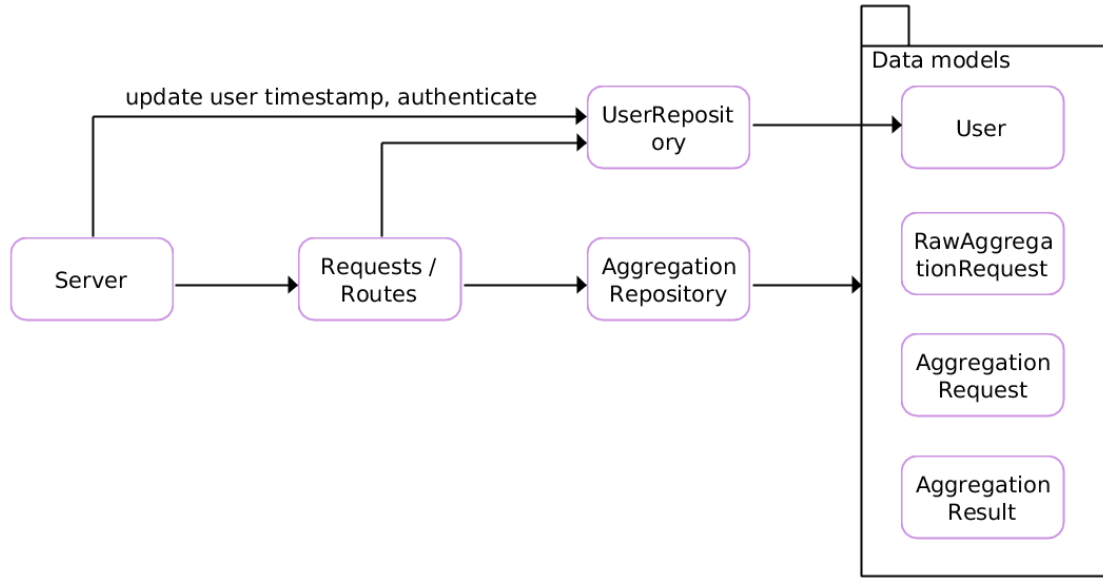 Data models
update user timestamp, authenticate
UserReposit
ory
User
Server
Requests /
Routes
Aggregation
Repository
RawAggrega
tionRequest
Aggregation
Request
Aggregation
Result